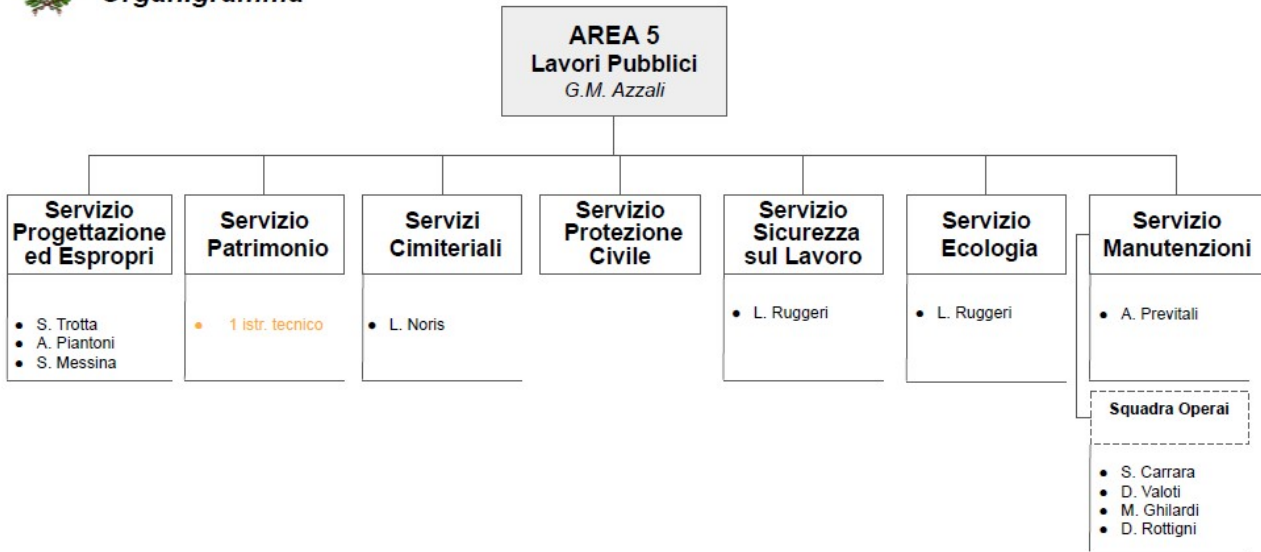 Organigramma
AREA 5
Lavori Pubblici
G.M. Azzali
Servizio
Progettazione
ed Espropri
• S. Trotta
• A. Piantoni
• S. Messina
Servizio
Patrimonio
• 1 istr. tecnico
Servizi
Cimiteriali
• L. Noris
Servizio
Protezione
Civile
Servizio
Sicurezza
sul Lavoro
• L. Ruggeri
Servizio
Ecologia
• L. Ruggeri
Servizio
Manutenzioni
• A. Previtali
Squadra Operai
• S. Carrara
• D. Valoti
• M. Ghilardi
• D. Rottigni